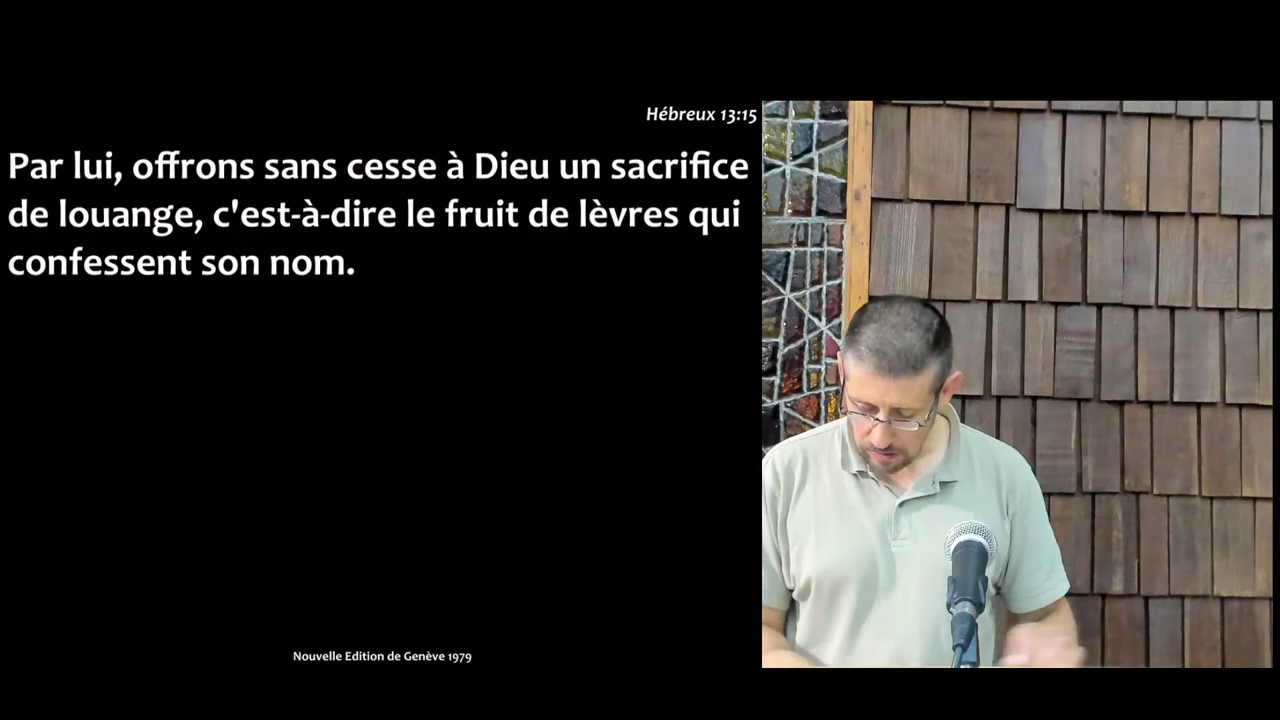 Hébreux 13:15
Par lui, offrons sans cesse à Dieu un sacrifice
de louange, c'est-à-dire le fruit de lèvres qui
confessent son nom.
Nouvelle Edition de Genève 1979